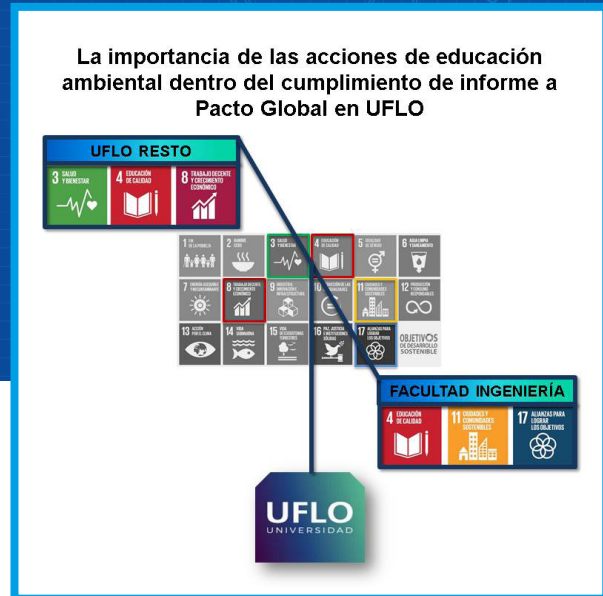 La importancia de las acciones de educación
ambiental dentro del cumplimiento de informe a
Pacto Global en UFLO
UFLO RESTO
3 SALUD
Y BIENESTAR
4 EDUCACIÓN
DE CALIDAD
8 TRABAJO DECENTE
Y CRECIMIENTO
ECONÓMICO
1 FIN
DE LA POBREZA
2 HAMBRE
CERO
3 SALUD
Y BIENESTAR
4 EDUCACIÓN
DE CALIDAD
5 IGUALDAD
DE GÉNERO
6 AGUA LIMPIA
Y SANEAMIENTO
7 ENERGÍA ASEQUIBLE
Y NO CONTAMINANTE
8 TRABAJO DECENTE
Y CRECIMIENTO
ECONÓMICO
9 INDUSTRIA,
INNOVACIÓN E
INFRAESTRUCTURA
10 REDUCCIÓN DE LAS
11 CIUDADES Y
COMUNIDADES
SOSTENIBLES
12 PRODUCCIÓN
Y CONSUMO
RESPONSABLES
13 ACCIÓN
POR EL CLIMA
14 VIDA
SUBMARINA
15 VIDA
DE ECOSISTEMAS
TERRESTRES
16 PAZ, JUSTICIA
E INSTITUCIONES
SÓLIDAS
17 ALIANZAS PARA
LOGRAR
LOS OBJETIVOS
OBJETIVOS
DE DESARROLLO
SOSTENIBLE
FACULTAD INGENIERÍA
4 EDUCACIÓN
DE CALIDAD
11 CIUDADES Y
COMUNIDADES
SOSTENIBLES
17 ALIANZAS PARA
LOGRAR
LOS OBJETIVOS
UFLO
UNIVERSIDAD